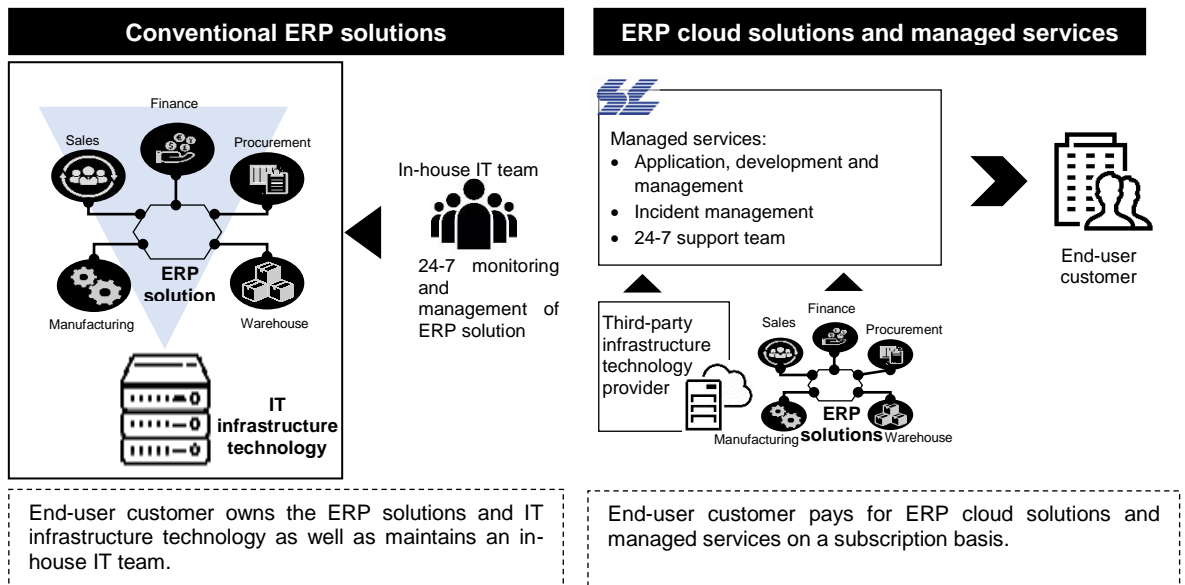 Conventional ERP solutions
Finance
Sales
Procurement
ERP
solution
Manufacturing
Warehouse
IT
infrastructure
technology
In-house IT team
24-7 monitoring
and
management of
ERP solution
End-user customer owns the ERP solutions and IT
infrastructure technology as well as maintains an in-
house IT team.
ERP cloud solutions and managed services
SC
Managed services:
• Application, development and
management
• Incident management
• 24-7 support team
End-user
customer
Third-party
infrastructure
technology
provider
Finance
Sales
Procurement
ERP
solutions
Manufacturing
Warehouse
End-user customer pays for ERP cloud solutions and
managed services on a subscription basis.